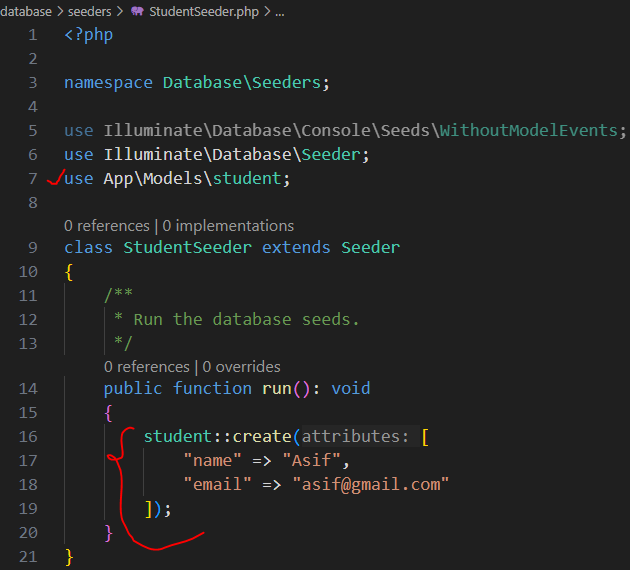 database > seeders > StudentSeeder.php > ...
1 <?php
2
3 namespace Database\Seeders;
4
5 use Illuminate\Database\Console\Seeds\WithoutModelEvents;
6 use Illuminate\Database\Seeder;
7 use App\Models\student;
8
0 references | 0 implementations
9 class StudentSeeder extends Seeder
10 {
11 /**
12 * Run the database seeds.
13 */
0 references | 0 overrides
14 public function run(): void
15 {
16 student::create(attributes: [
17 "name" => "Asif",
18 "email" => "asif@gmail.com"
19 ]);
20 }
21 }